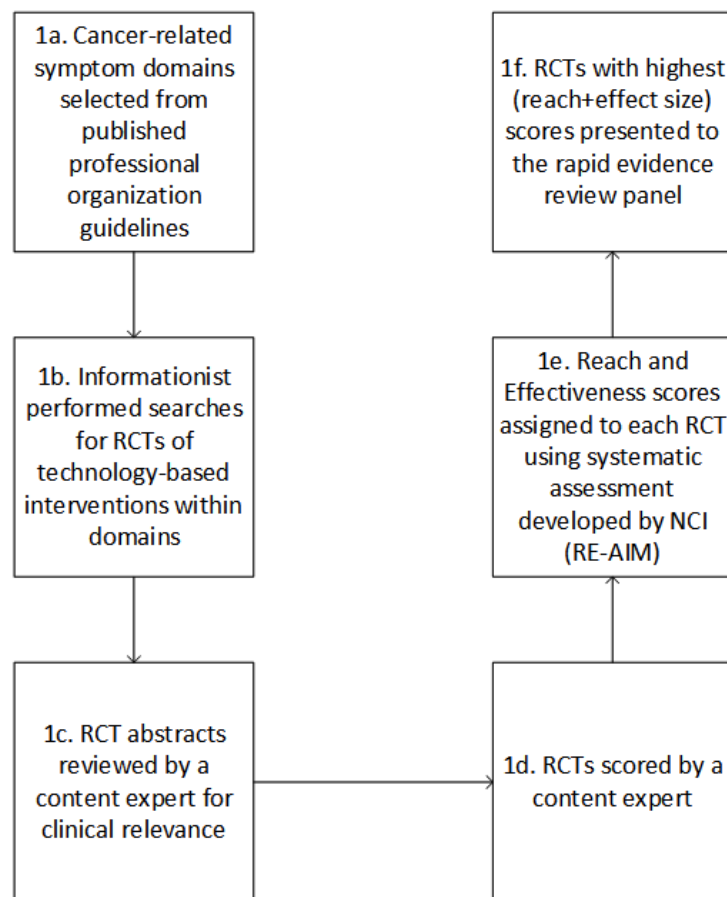 1a. Cancer-related
symptom domains
selected from
published
professional
organization
guidelines
1b. Informationist
performed searches
for RCTs of
technology-based
interventions within
domains
1c. RCT abstracts
reviewed by a
content expert for
clinical relevance
1d. RCTs scored by a
content expert
1e. Reach and
Effectiveness scores
assigned to each RCT
using systematic
assessment
developed by NCI
(RE-AIM)
1f. RCTs with highest
(reach+effect size)
scores presented to
the rapid evidence
review panel